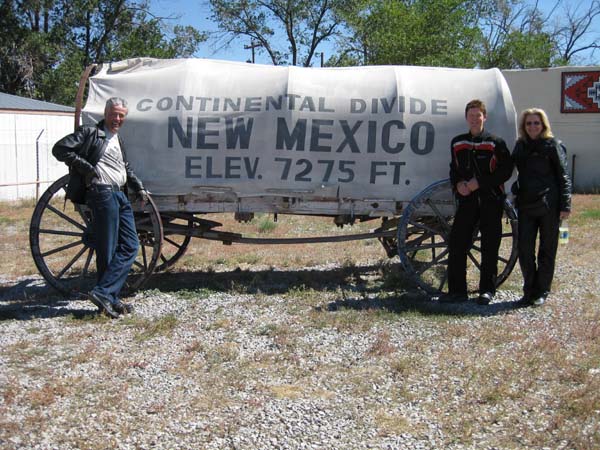 CONTINENTAL DIVIDE
NEW MEXICO
ELEV. 7275 FT.